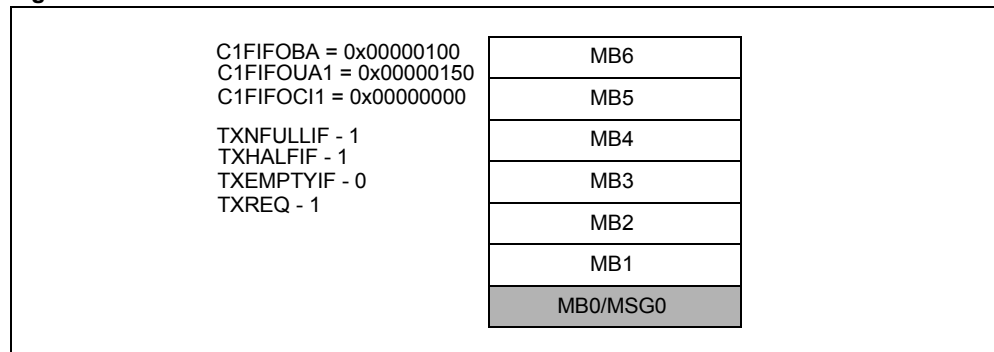 C1FIFOBA = 0x00000100
C1FIFOUA1 = 0x00000150
C1FIFOCI1 = 0x00000000
TXNFULLIF - 1
TXHALFIF - 1
TXEMPTYIF - 0
TXREQ - 1
MB6
MB5
MB4
MB3
MB2
MB1
MB0/MSG0